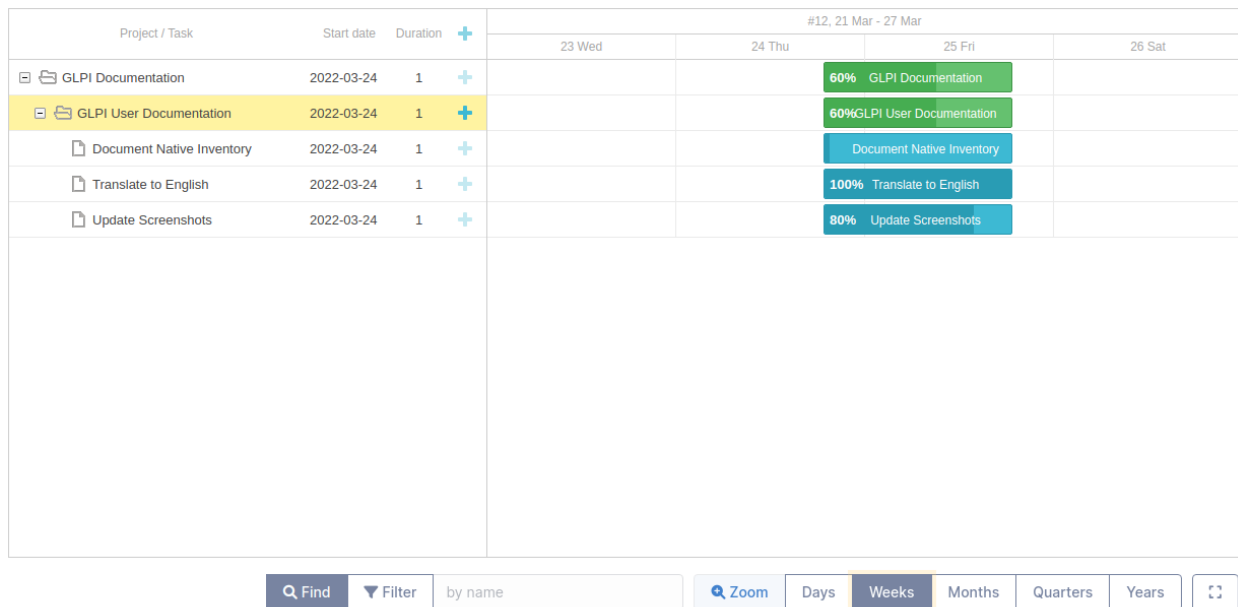 #12, 21 Mar - 27 Mar
Project / Task Start date Duration
23 Wed 24 Thu 25 Fri 26 Sat
GLPI Documentation 2022-03-24 1 60% GLPI Documentation
GLPI User Documentation 2022-03-24 1 60% GLPI User Documentation
Document Native Inventory 2022-03-24 1 Document Native Inventory
Translate to English 2022-03-24 1 100% Translate to English
Update Screenshots 2022-03-24 1 80% Update Screenshots
Find Filter by name Zoom Days Weeks Months Quarters Years